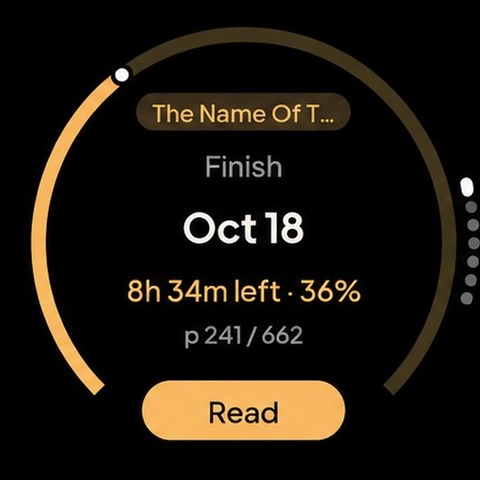 The Name Of T...
Finish
Oct 18
8h 34m left · 36%
p 241 / 662
Read